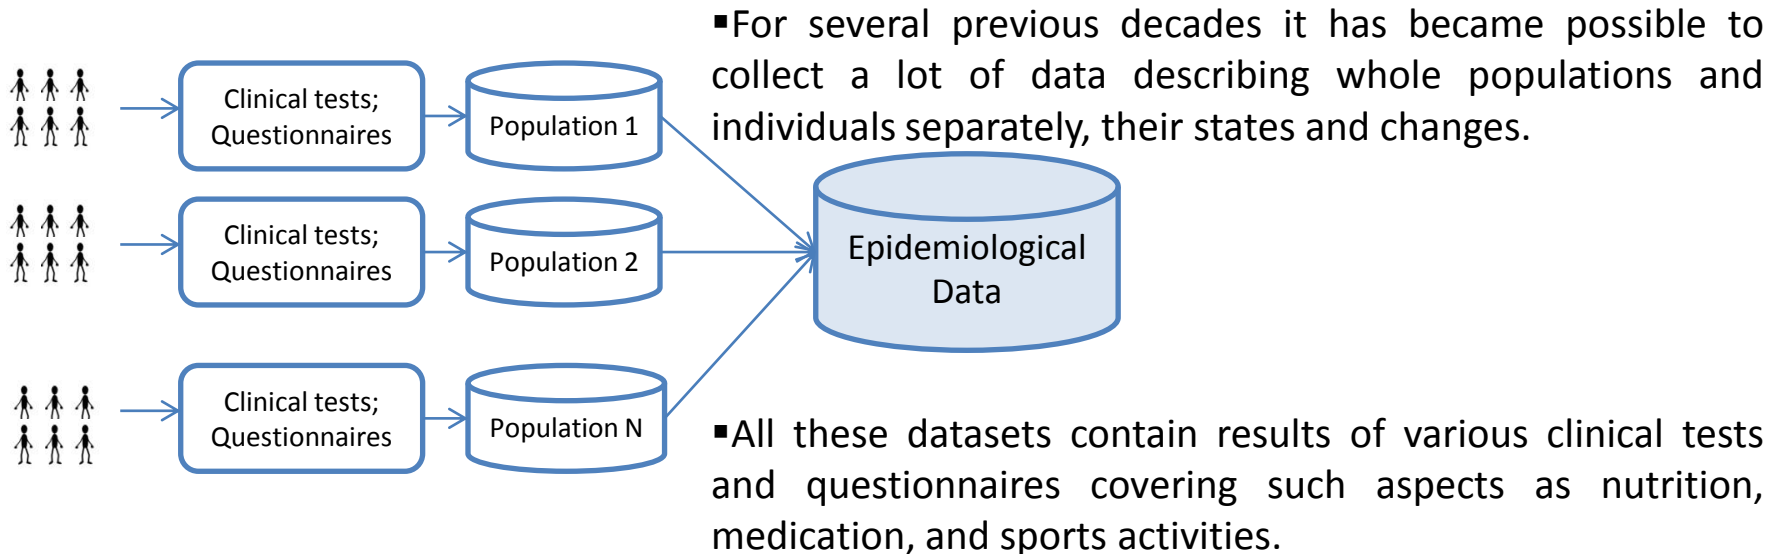 ▪For several previous decades it has became possible to
collect a lot of data describing whole populations and
individuals separately, their states and changes.
Clinical tests;
Questionnaires
Population 1
Clinical tests;
Questionnaires
Population 2
Epidemiological
Data
Clinical tests;
Questionnaires
Population N
▪All these datasets contain results of various clinical tests
and questionnaires covering such aspects as nutrition,
medication, and sports activities.